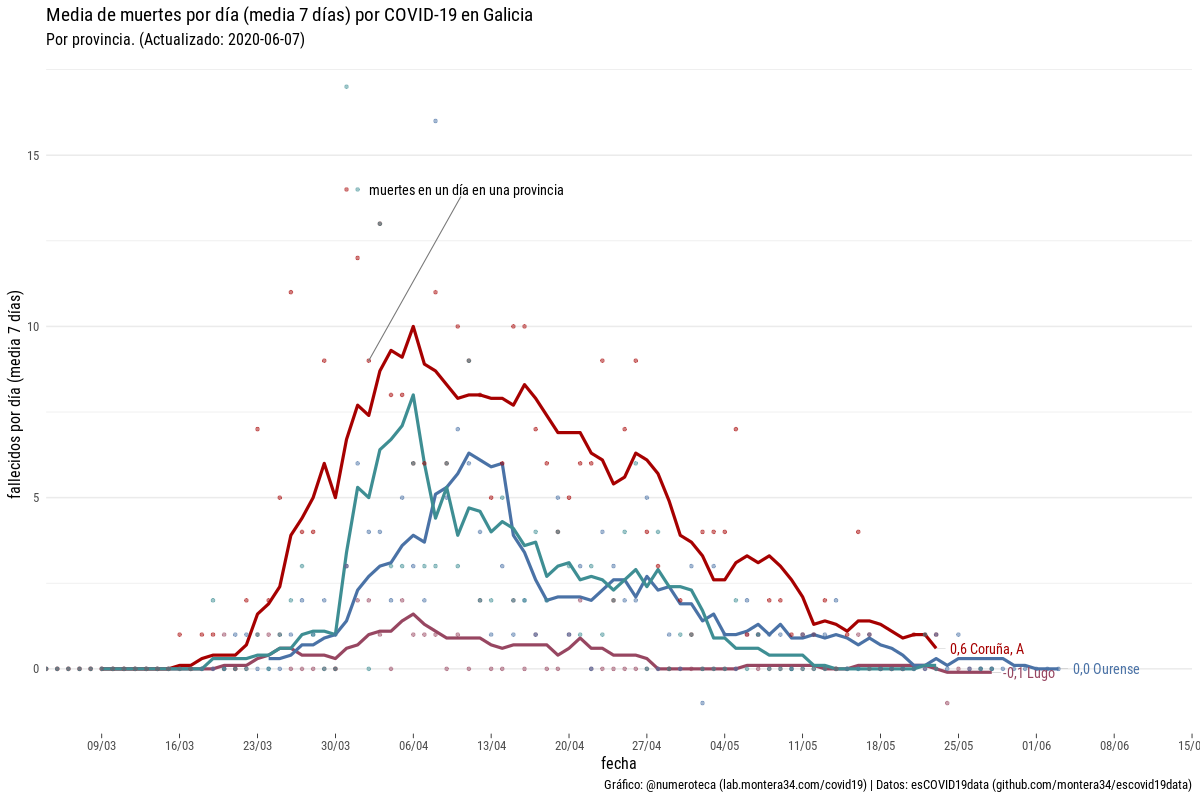 Media de muertes por día (media 7 días) por COVID-19 en Galicia
Por provincia. (Actualizado: 2020-06-07)
fallecidos por día (media 7 días)
15
10
5
0
muertes en un día en una provincia
0,6 Coruña, A
0,0 Ourense
-0,1 Lugo
09/03 16/03 23/03 30/03 06/04 13/04 20/04 27/04 04/05 11/05 18/05 25/05 01/06 08/06 15/0
fecha
Gráfico: @numeroteca (lab.montera34.com/covid19) | Datos: esCOVID19data (github.com/montera34/escovid19data)